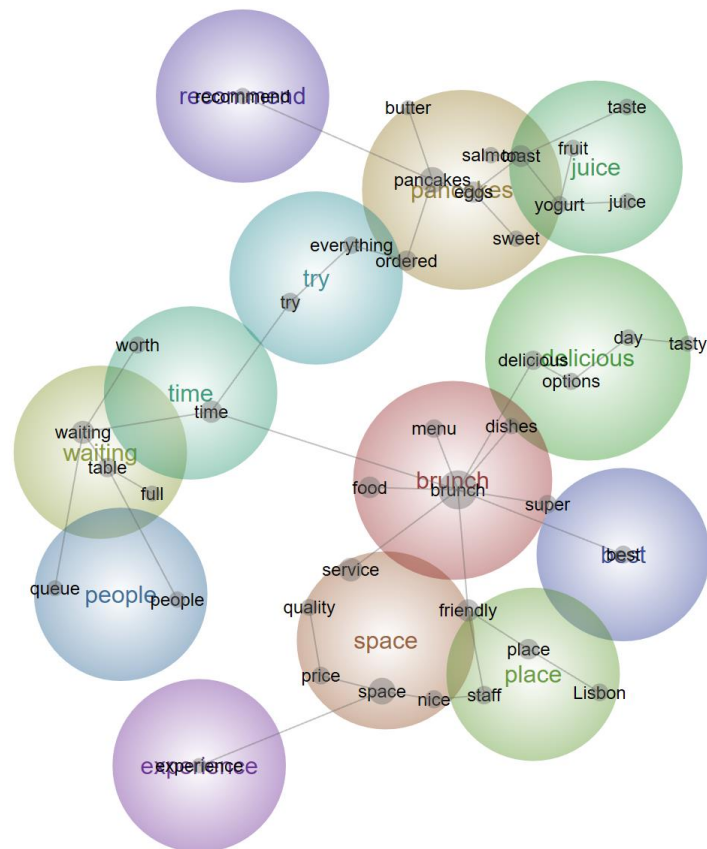 recommend
recommend
butter
taste
salmon
toast
fruit
juice
pancakes
pancakes
eggs
yogurt
juice
everything
sweet
ordered
try
try
worth
day
tasty
delicious
delicious
options
time
time
waiting
waiting
menu
dishes
table
full
food
brunch
brunch
super
best
best
service
queue
people
people
quality
friendly
space
place
place
price
space
nice
staff
Lisbon
experience
experience